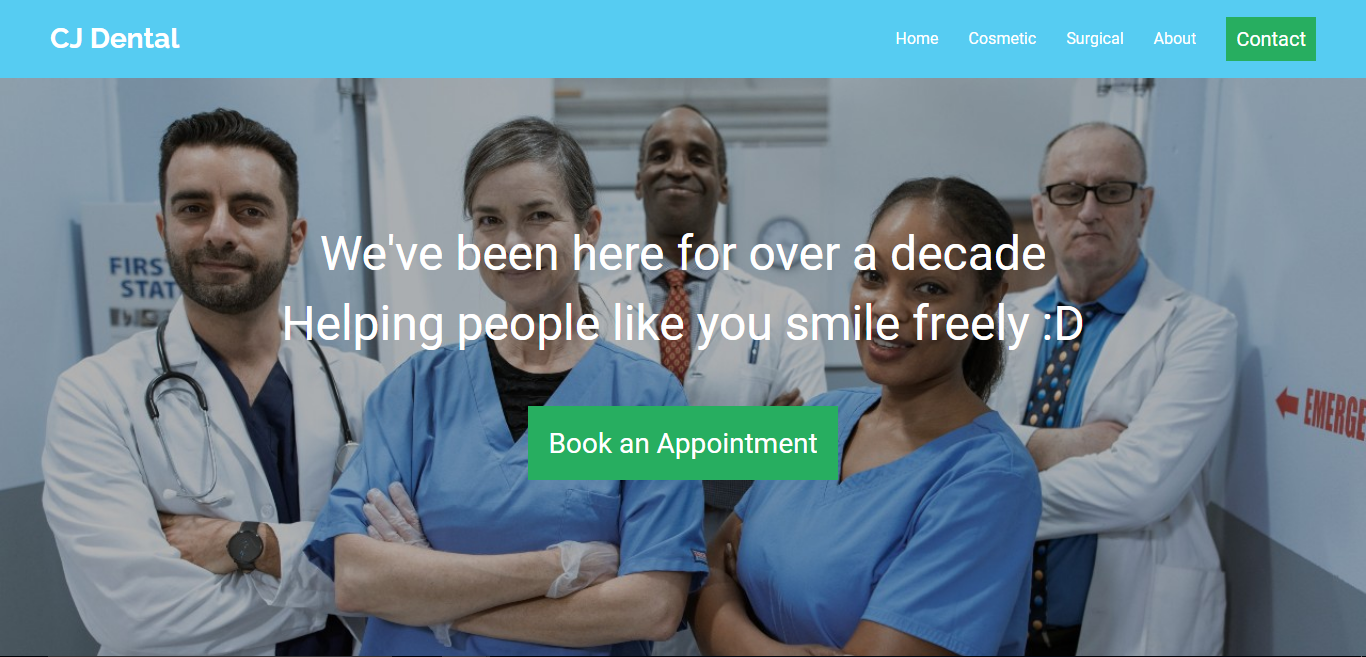 CJ Dental
Home Cosmetic Surgical About Contact
We've been here for over a decade
Helping people like you smile freely :D
Book an Appointment
FIRS
STAT
EMERGE